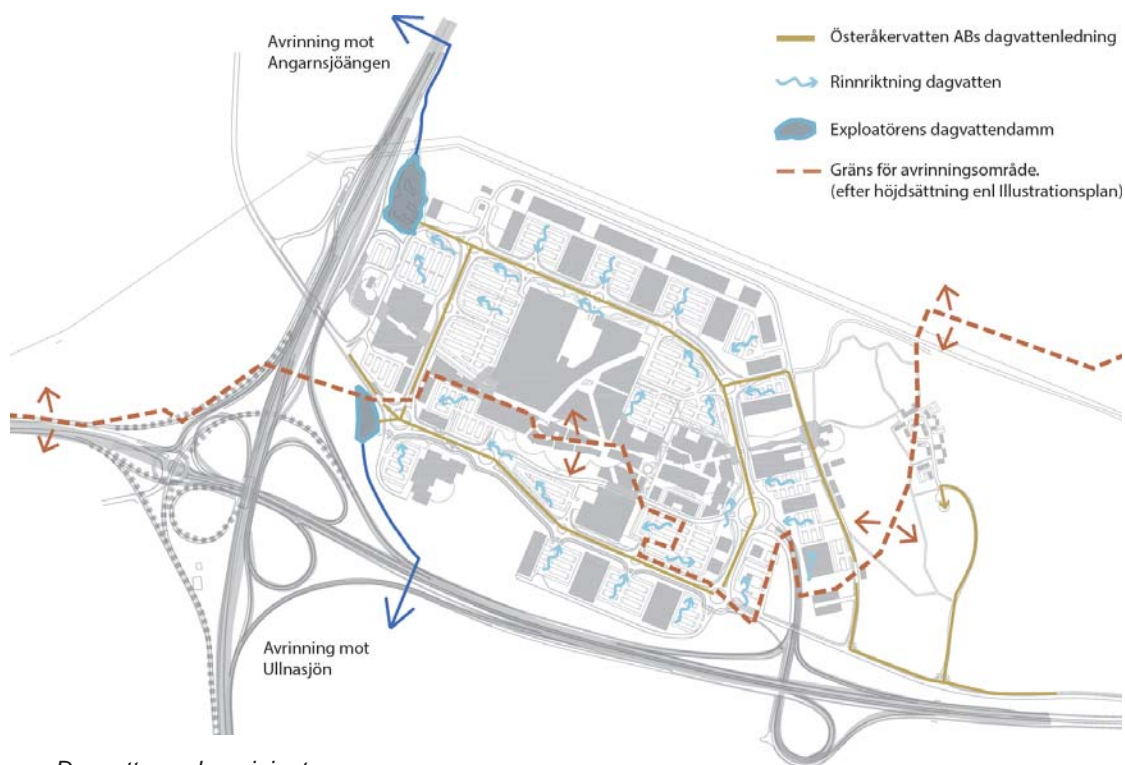 Avrinning mot
Angarnsjöängen
Österåkervatten ABs dagvattenledning
Rinnriktning dagvatten
Exploatörens dagvattendamm
Gräns för avrinningsområde.
(efter höjdsättning enl Illustrationsplan)
Avrinning mot
Ullnasjön